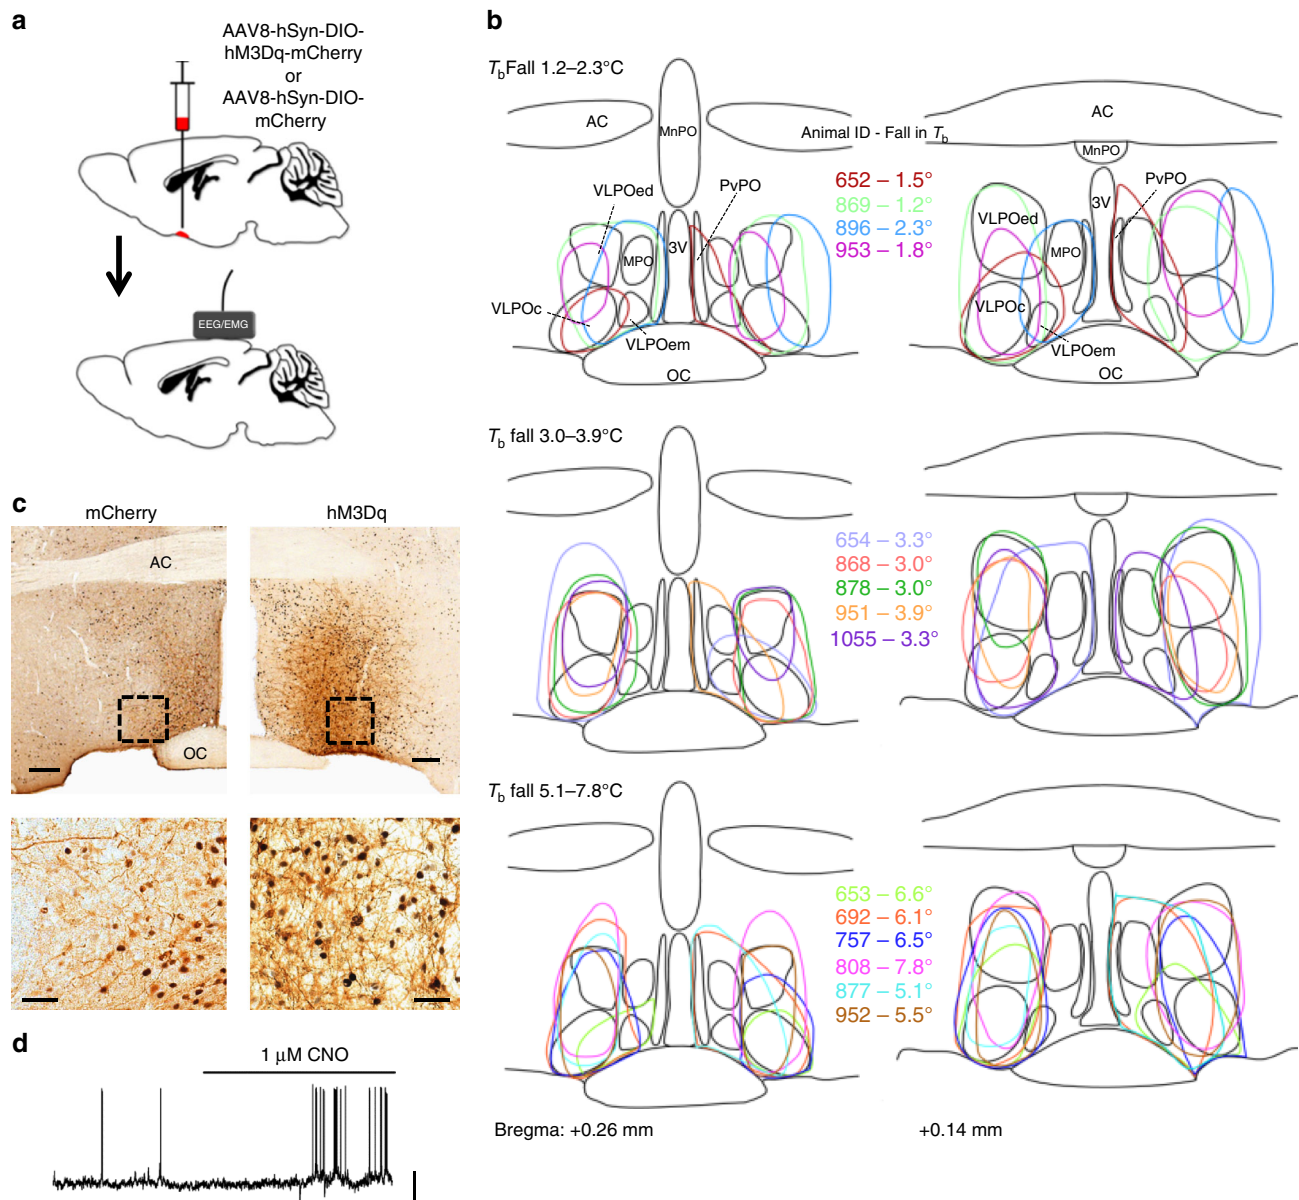 a
AAV8-hSyn-DIO-
hM3Dq-mCherry
or
AAV8-hSyn-DIO-
mCherry
EEG/EMG
b
TbFall 1.2–2.3°C
AC
MnPO
VLPOed
PvPO
3V
MPO
VLPOc
VLPOem
OC
Animal ID - Fall in Tb
652 – 1.5°
869 – 1.2°
896 – 2.3°
953 – 1.8°
AC
MnPO
PvPO
3V
VLPOed
MPO
VLPOc
VLPOem
OC
Tb fall 3.0–3.9°C
654 – 3.3°
868 – 3.0°
878 – 3.0°
951 – 3.9°
1055 – 3.3°
Tb fall 5.1–7.8°C
653 – 6.6°
692 – 6.1°
757 – 6.5°
808 – 7.8°
877 – 5.1°
952 – 5.5°
Bregma: +0.26 mm
+0.14 mm
c
mCherry
hM3Dq
AC
OC
d
1 μM CNO